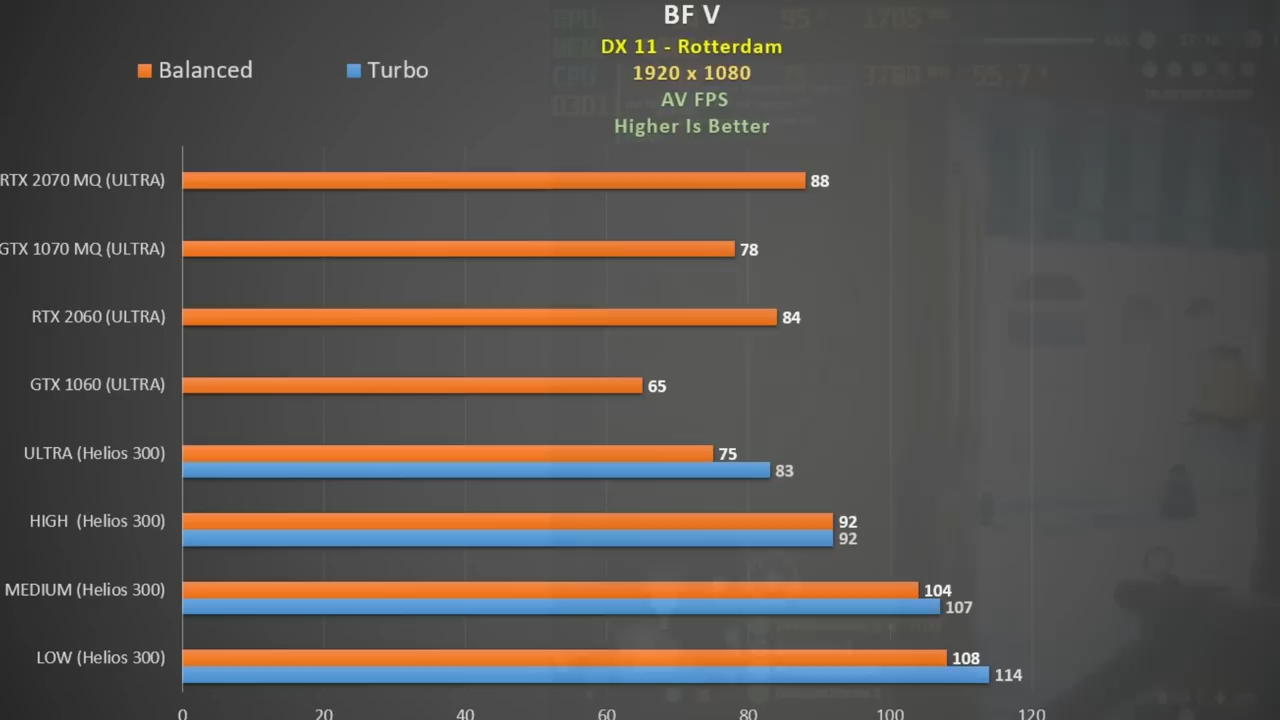 BF V
DX 11 - Rotterdam
1920 x 1080
AV FPS
Higher Is Better
Balanced
Turbo
RTX 2070 MQ (ULTRA)
88
GTX 1070 MQ (ULTRA)
78
RTX 2060 (ULTRA)
84
GTX 1060 (ULTRA)
65
ULTRA (Helios 300)
75
83
HIGH (Helios 300)
92
92
MEDIUM (Helios 300)
104
107
LOW (Helios 300)
108
114
0 20 40 60 80 100 120